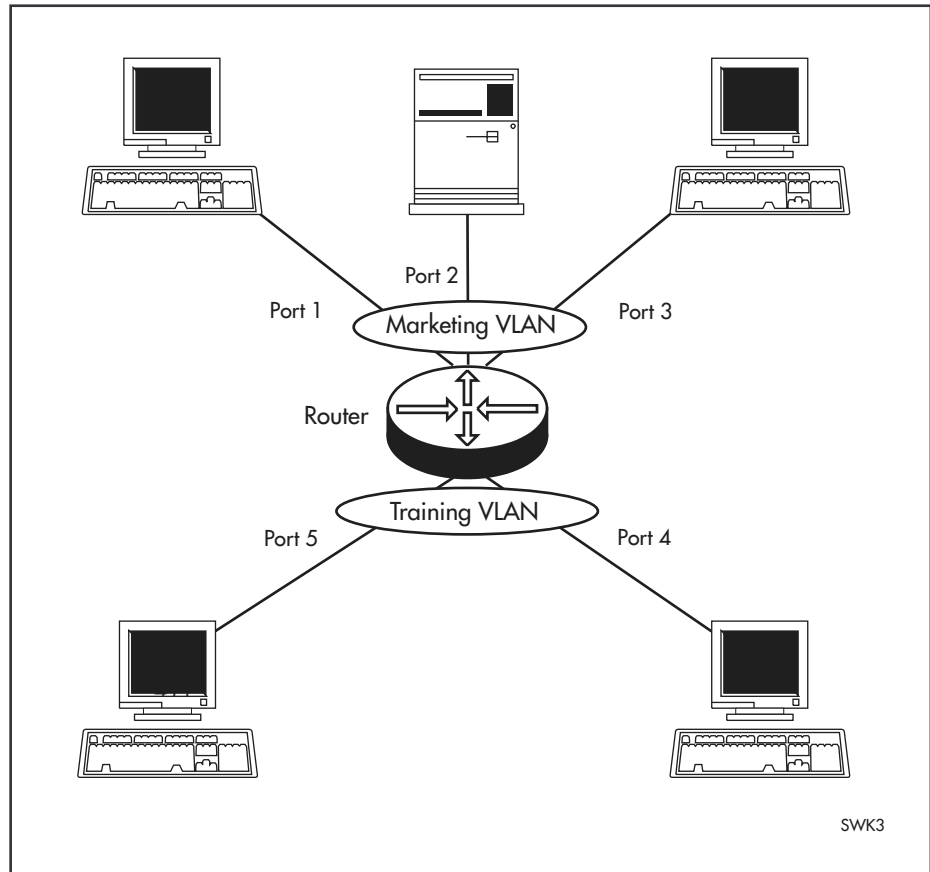 Port 2
Port 1
Port 3
Marketing VLAN
Router
Training VLAN
Port 5
Port 4
SWK3